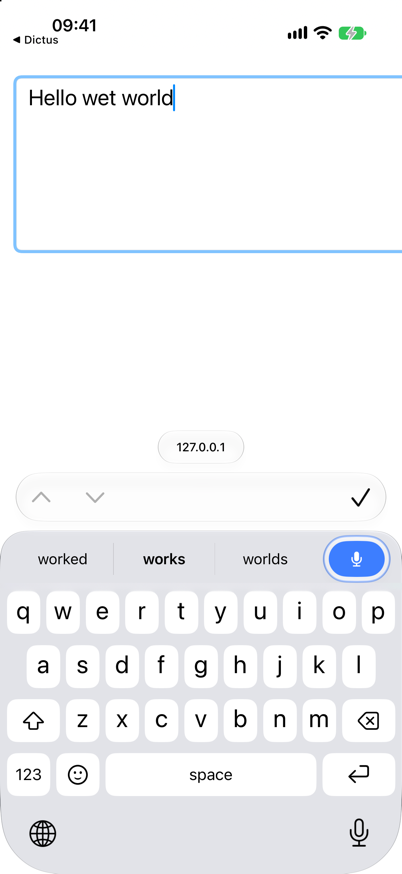 09:41
◀ Dictus
Hello wet world
127.0.0.1
worked works worlds
q w e r t y u i o p
a s d f g h j k l
z x c v b n m
123 space